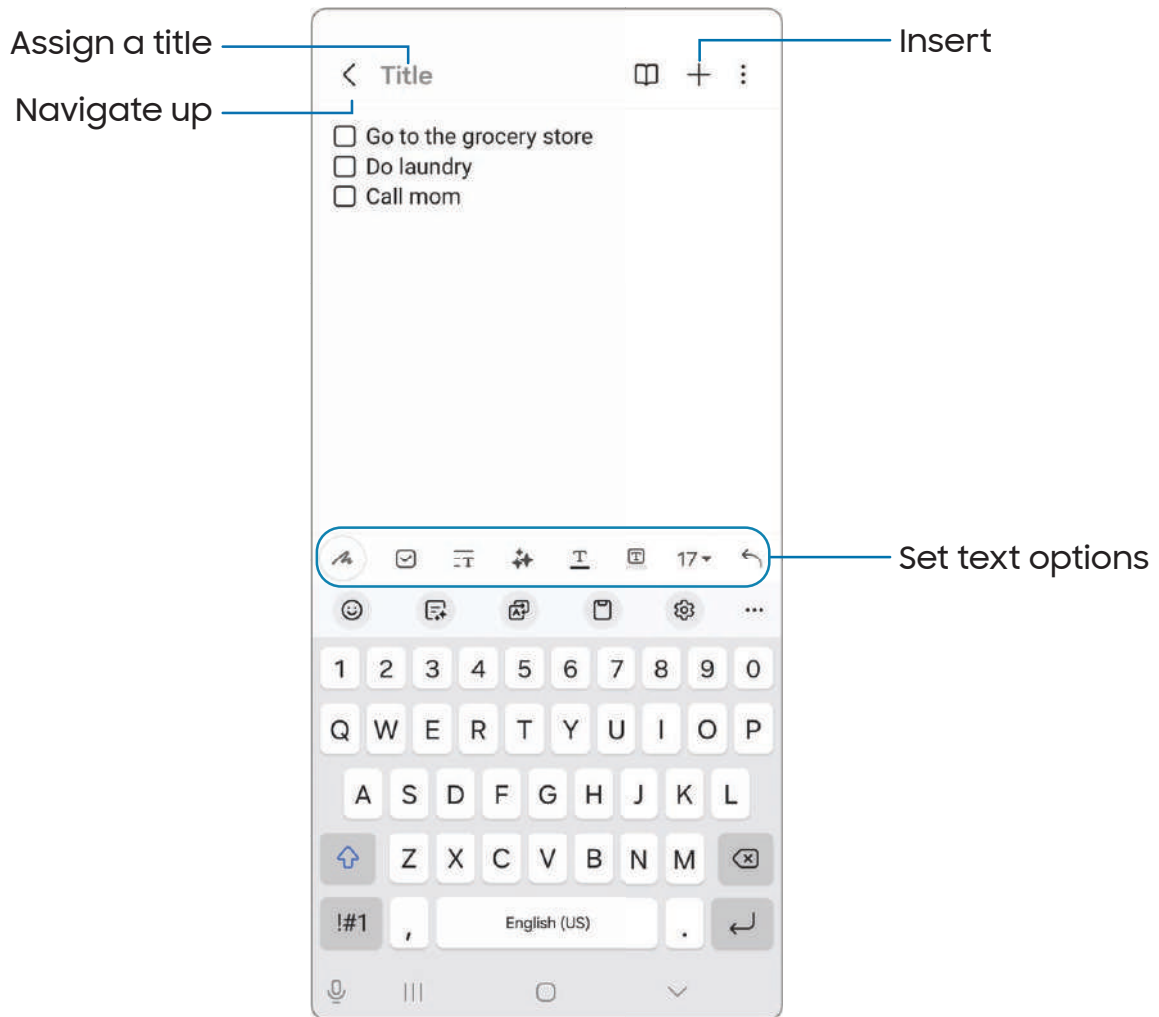 Assign a title
Insert
Title
Navigate up
Go to the grocery store
Do laundry
Call mom
T T T 17
Set text options
A
1 2 3 4 5 6 7 8 9 0
Q W E R T Y U I O P
A S D F G H J K L
Z X C V B N M
!#1 , English (US) .